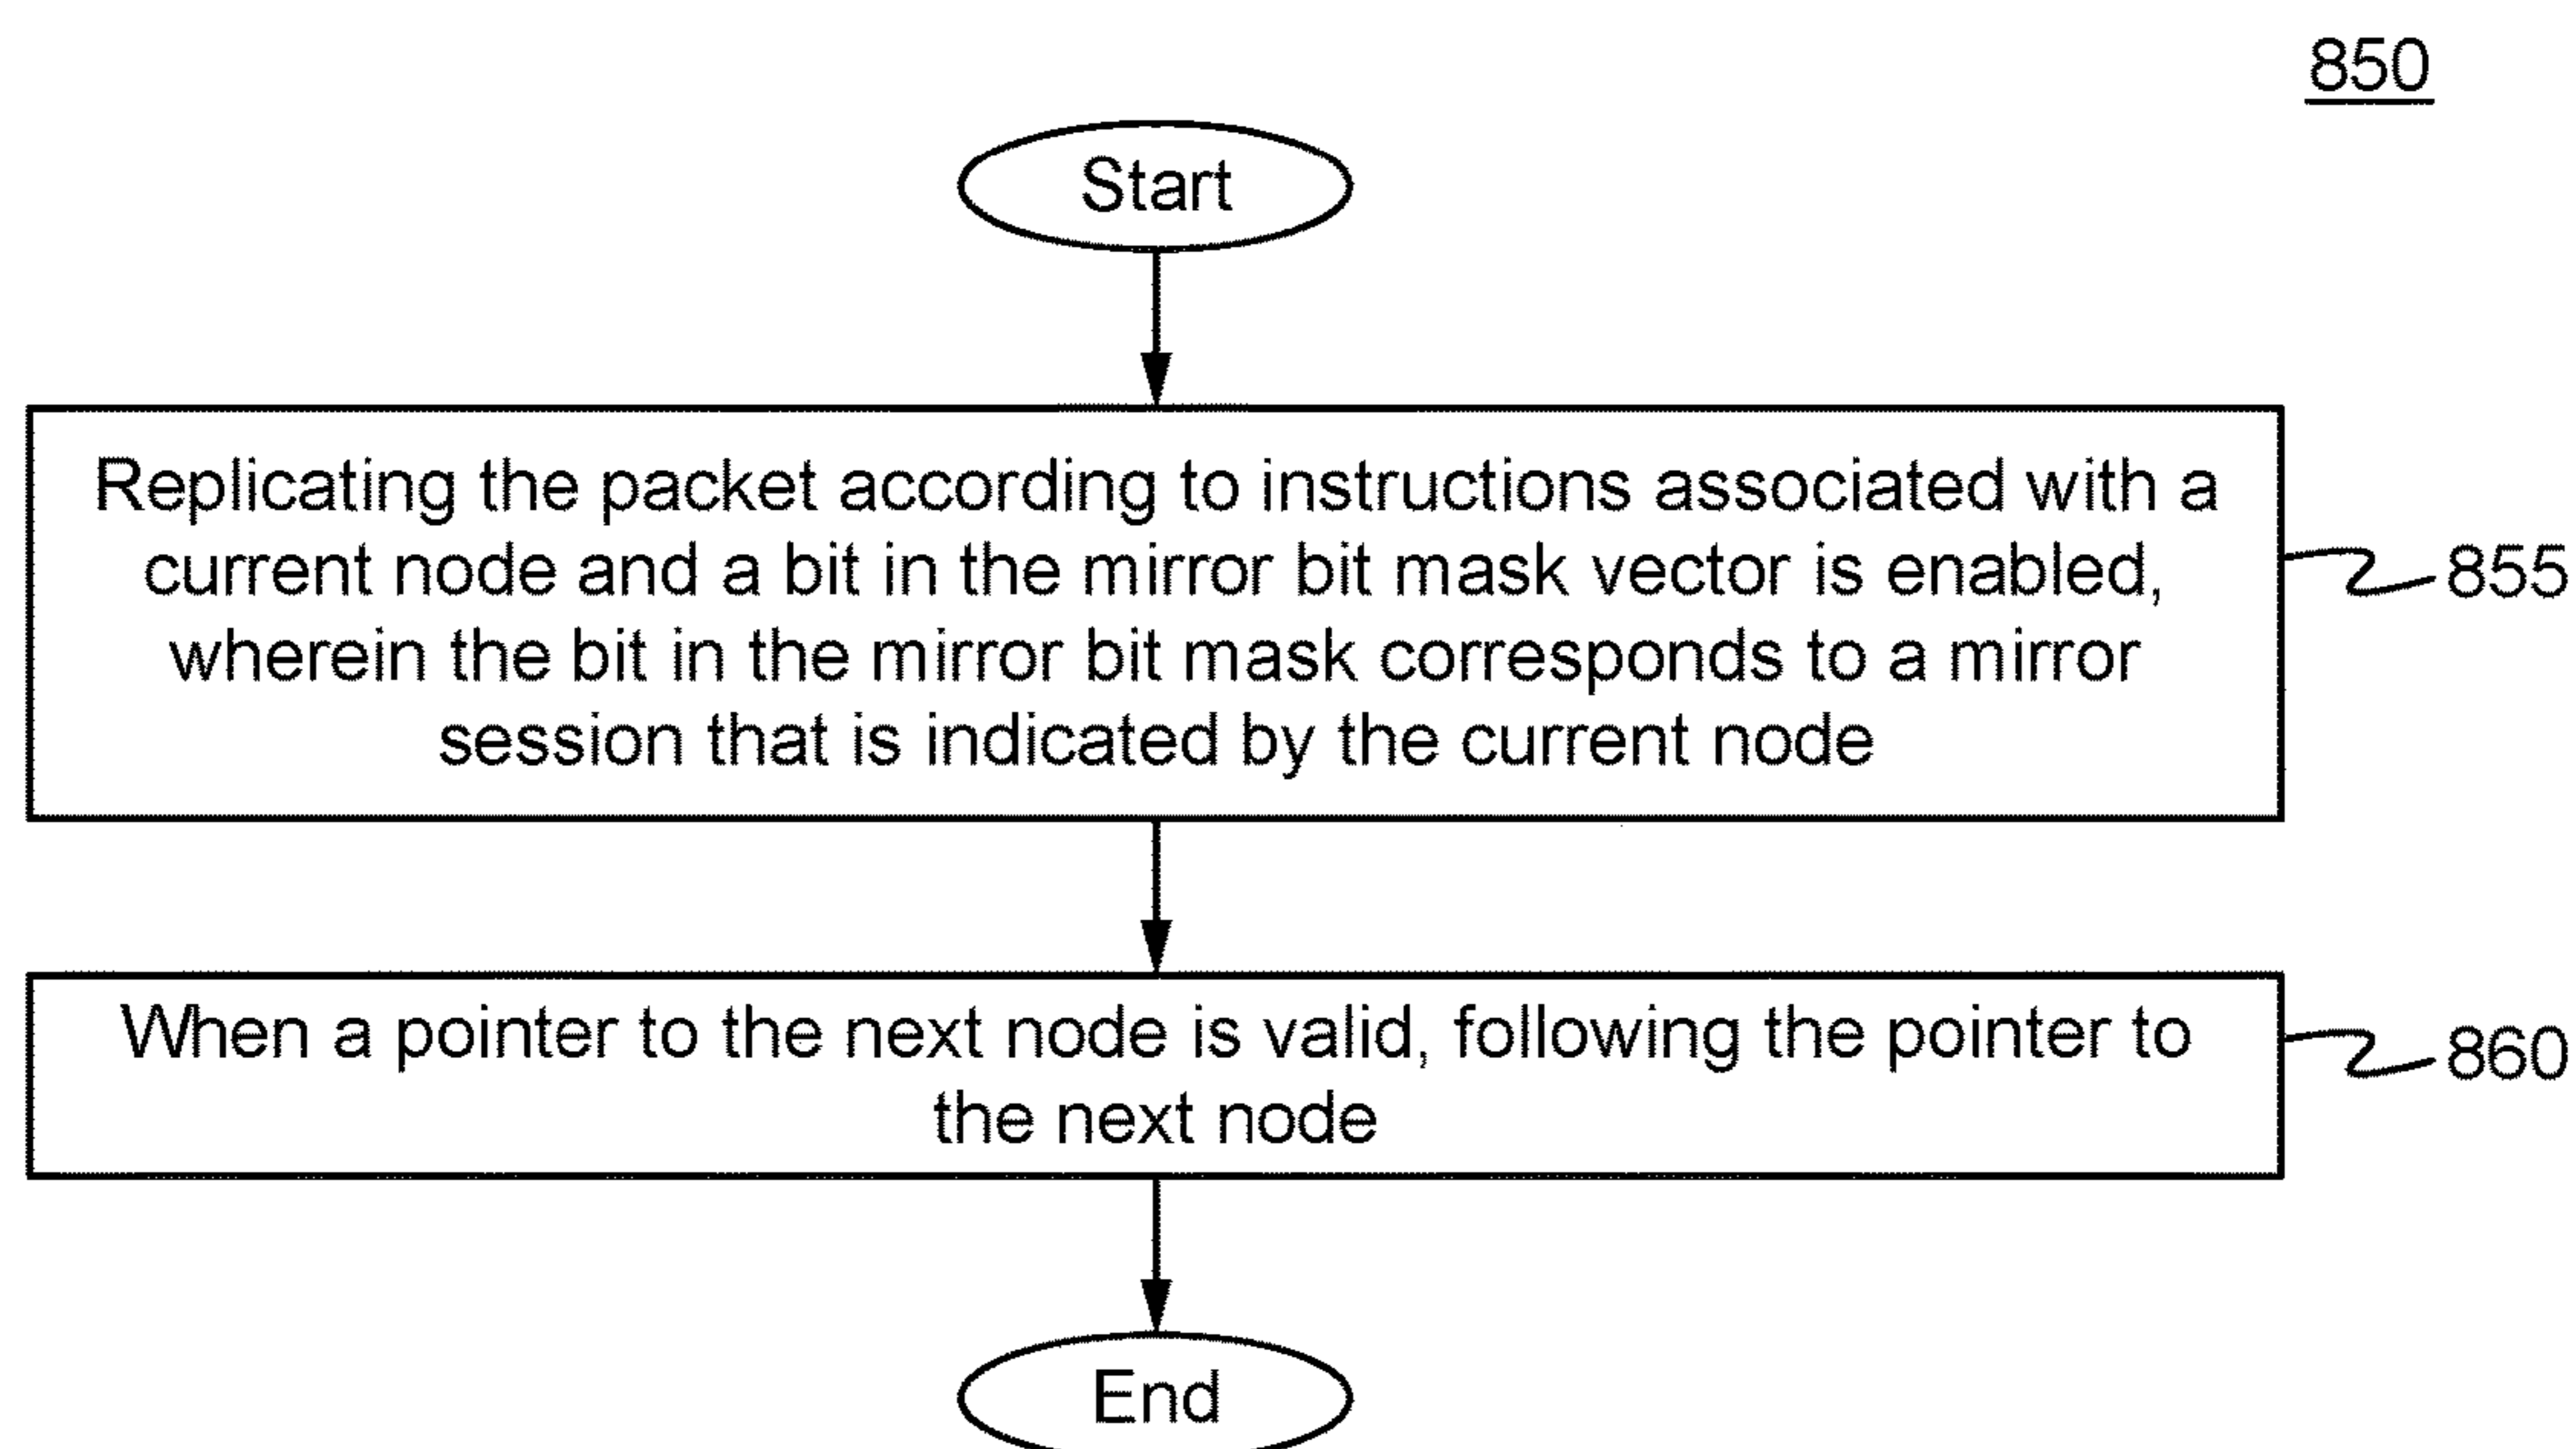 850
Start
Replicating the packet according to instructions associated with a
current node and a bit in the mirror bit mask vector is enabled,
wherein the bit in the mirror bit mask corresponds to a mirror
session that is indicated by the current node
855
When a pointer to the next node is valid, following the pointer to
the next node
860
End